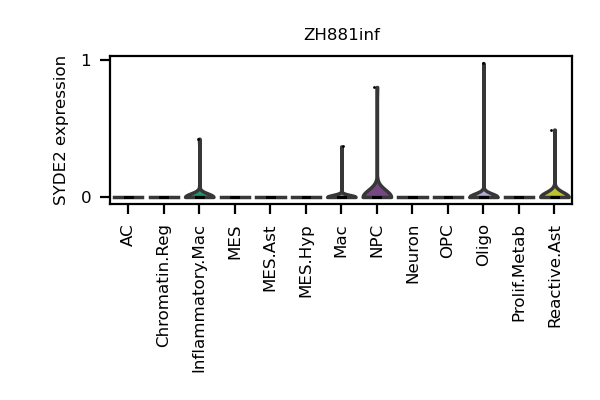 ZH881inf
SYDE2 expression
1
0
AC
Chromatin.Reg
Inflammatory.Mac
MES
MES.Ast
MES.Hyp
Mac
NPC
Neuron
OPC
Oligo
Prolif.Metab
Reactive.Ast